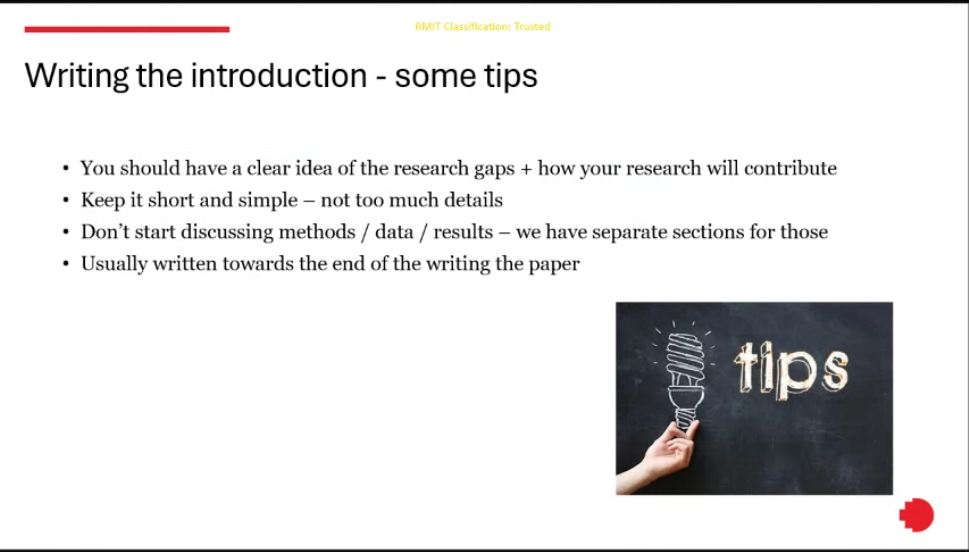 RMIT Classification: Trusted
Writing the introduction - some tips
• You should have a clear idea of the research gaps + how your research will contribute
• Keep it short and simple – not too much details
• Don’t start discussing methods / data / results – we have separate sections for those
• Usually written towards the end of the writing the paper
tips